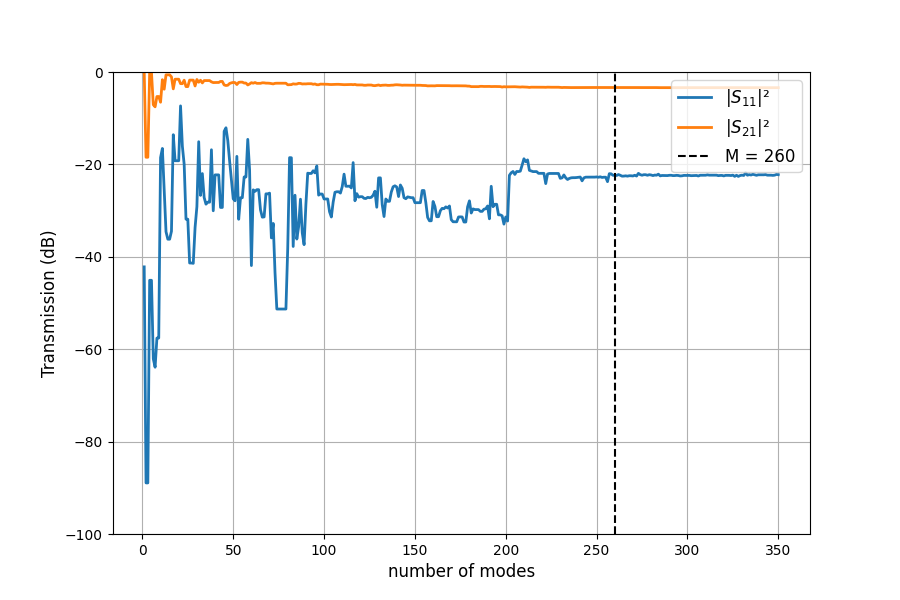 0
−20
−40
−60
−80
−100
Transmission (dB)
0 50 100 150 200 250 300 350
number of modes
|S₁₁|²
|S₂₁|²
M = 260